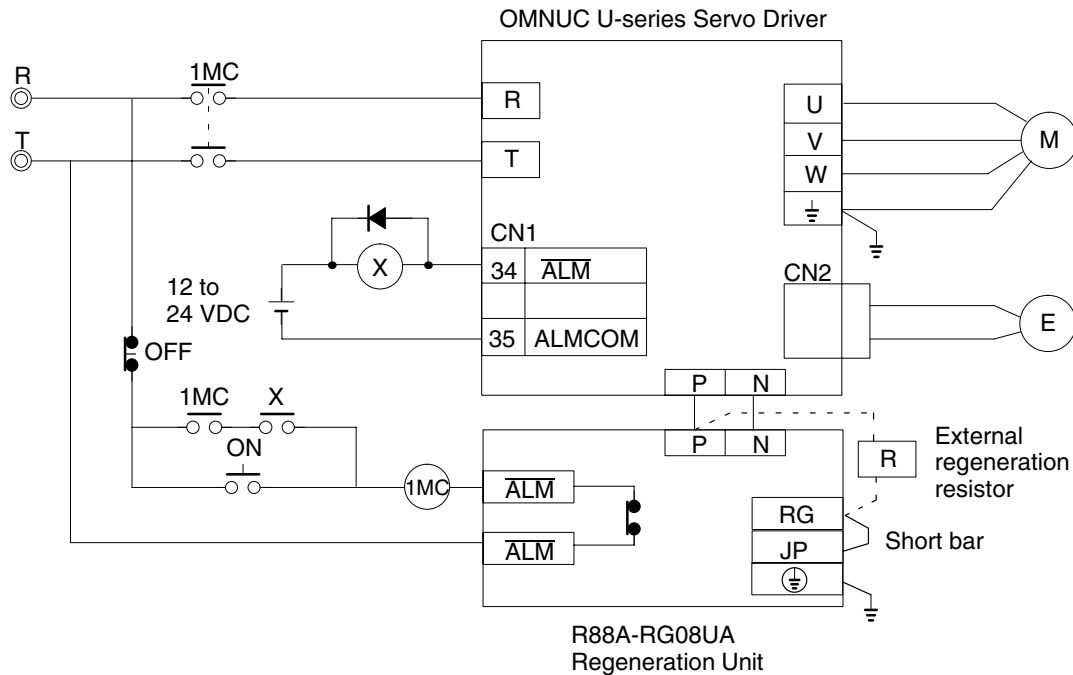 OMNUC U-series Servo Driver
R
1MC
T
R
T
U
V
W
M
CN1
X
34 ALM
35 ALMCOM
12 to
24 VDC
CN2
E
OFF
P N
1MC X
ON
P N
1MC
ALM
ALM
R
External
regeneration
resistor
RG
JP
Short bar
R88A-RG08UA
Regeneration Unit